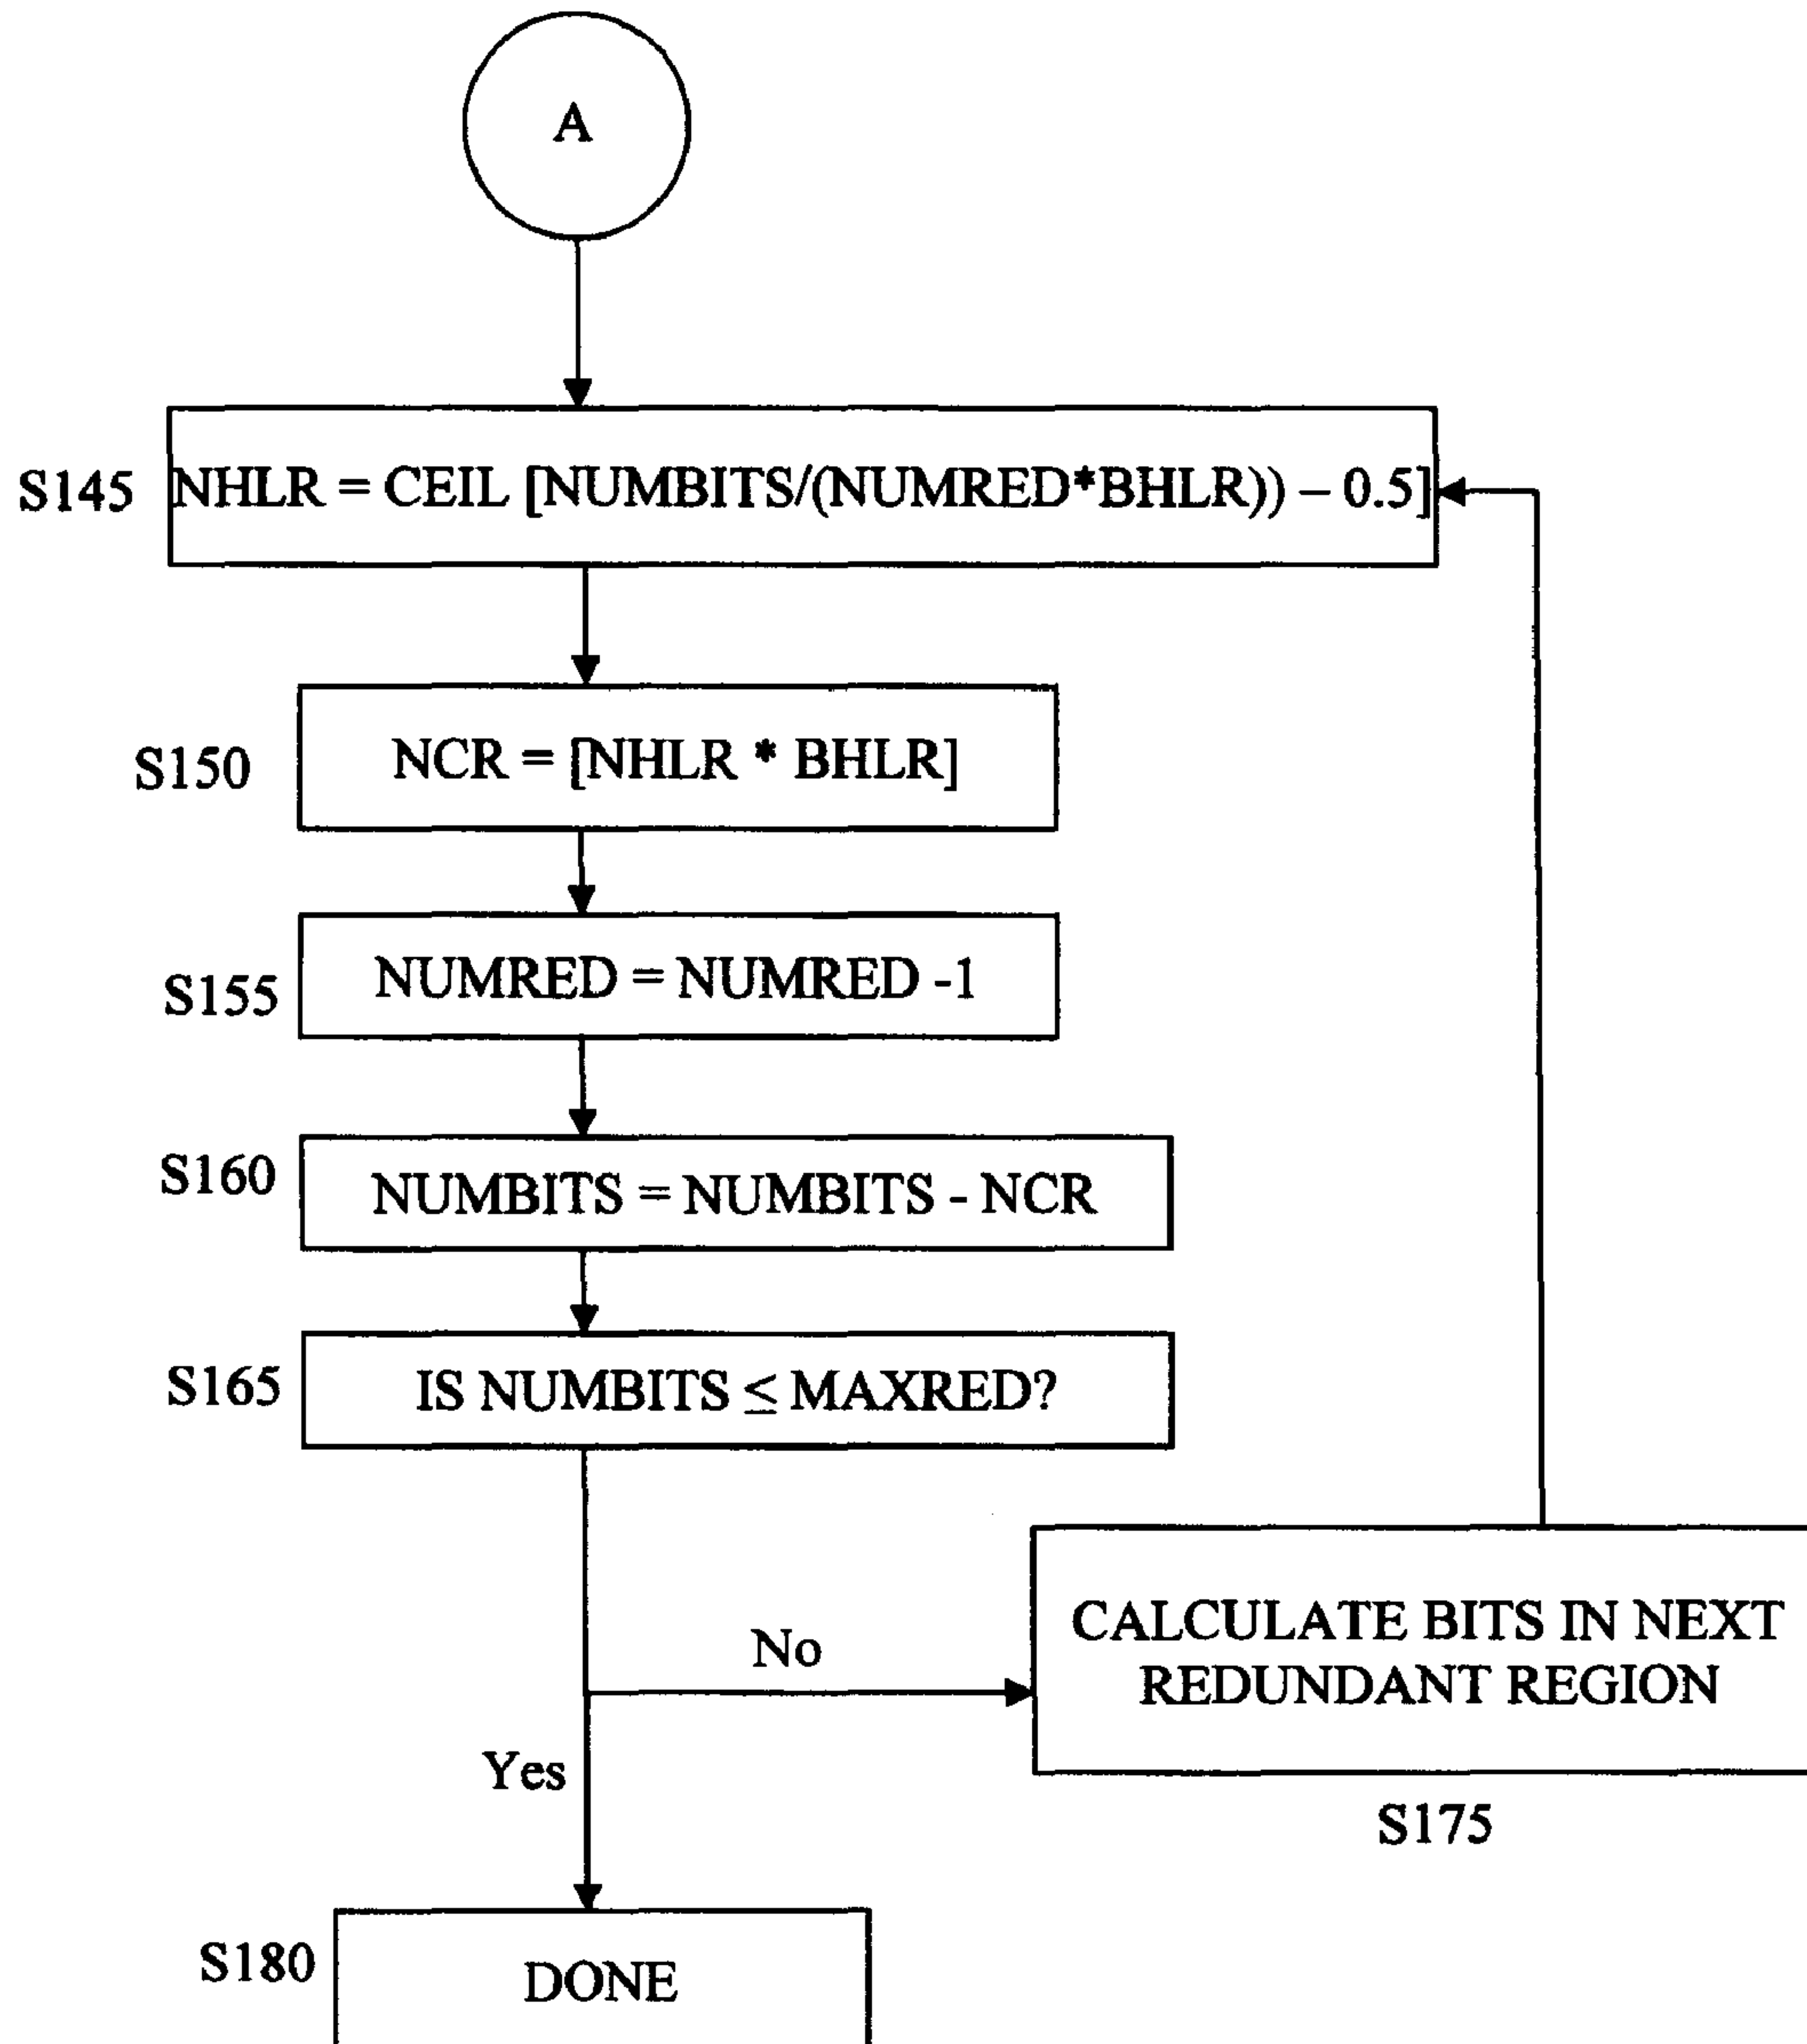 A
S145
NHLR = CEIL [NUMBITS/(NUMRED*BHLR)) – 0.5]
S150
NCR = [NHLR * BHLR]
S155
NUMRED = NUMRED -1
S160
NUMBITS = NUMBITS - NCR
S165
IS NUMBITS ≤ MAXRED?
No
CALCULATE BITS IN NEXT
REDUNDANT REGION
S175
Yes
S180
DONE